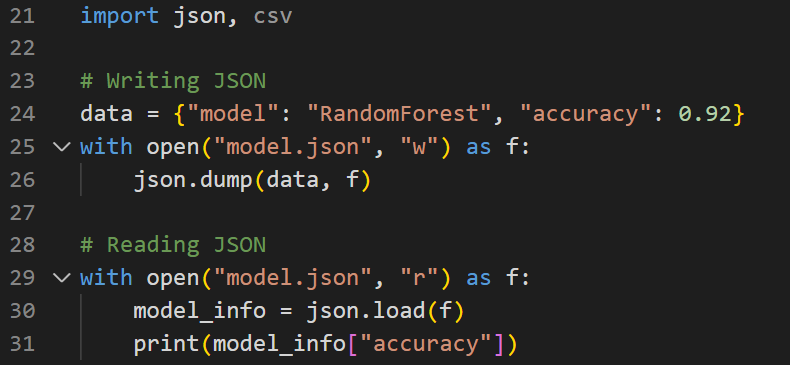 21 import json, csv
22
23 # Writing JSON
24 data = {"model": "RandomForest", "accuracy": 0.92}
25 with open("model.json", "w") as f:
26     json.dump(data, f)
27
28 # Reading JSON
29 with open("model.json", "r") as f:
30     model_info = json.load(f)
31     print(model_info["accuracy"])